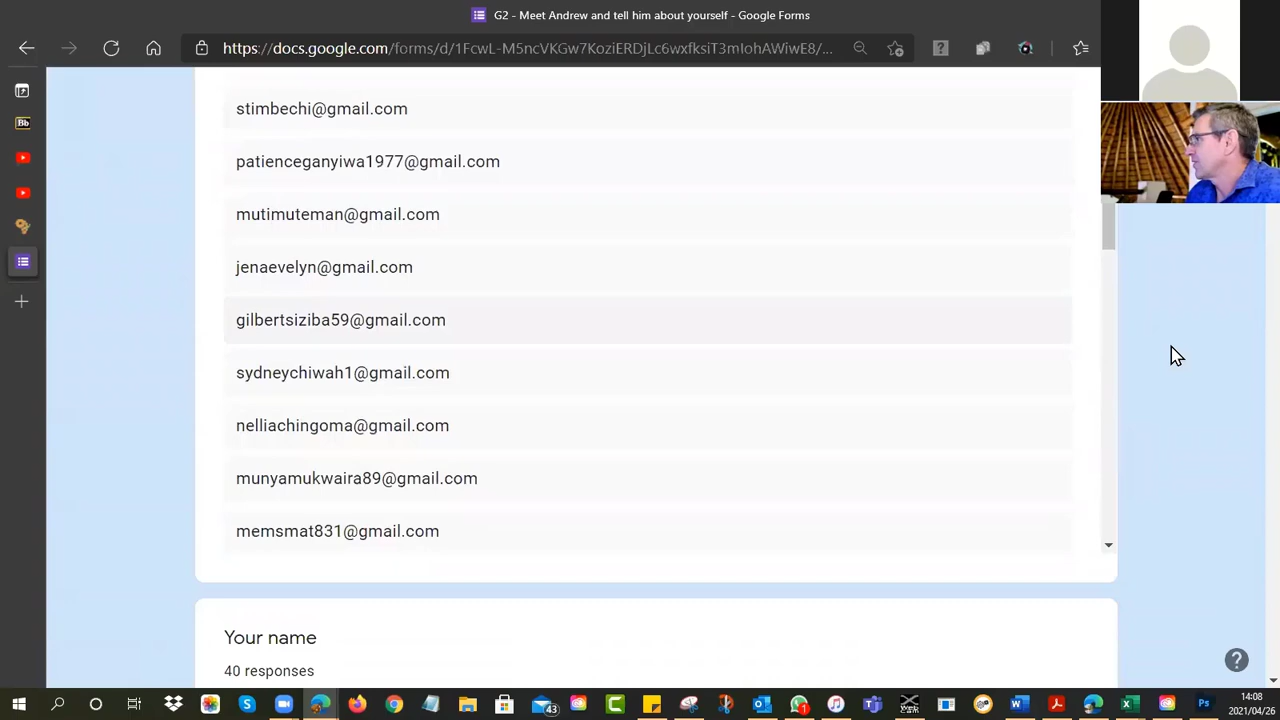 G2 - Meet Andrew and tell him about yourself - Google Forms
https://docs.google.com/forms/d/1FcwL-M5ncVKGw7KoziERDjLc6wxfksiT3mIohAWiwE8/...
stimbechi@gmail.com
patienceganyiwa1977@gmail.com
mutimuteman@gmail.com
jenaevelyn@gmail.com
gilbertsiziba59@gmail.com
sydneychiwah1@gmail.com
nelliachingoma@gmail.com
munyamukwaira89@gmail.com
memsmat831@gmail.com
Your name
40 responses
43
1
14:08
2021/04/26